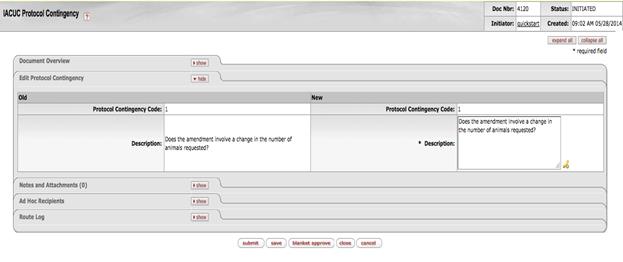 IACUC Protocol Contingency ?
Doc Nbr: 4120 Status: INITIATED
Initiator: quickstart Created: 09:02 AM 05/28/2014
expand all collapse all
* required field
Document Overview show
Edit Protocol Contingency hide
Old New
Protocol Contingency Code: 1 Protocol Contingency Code: 1
Description: Does the amendment involve a change in the number of
animals requested?
* Description: Does the amendment involve a change in
the number of animals requested?
Notes and Attachments (0) show
Ad Hoc Recipients show
Route Log show
submit save blanket approve close cancel